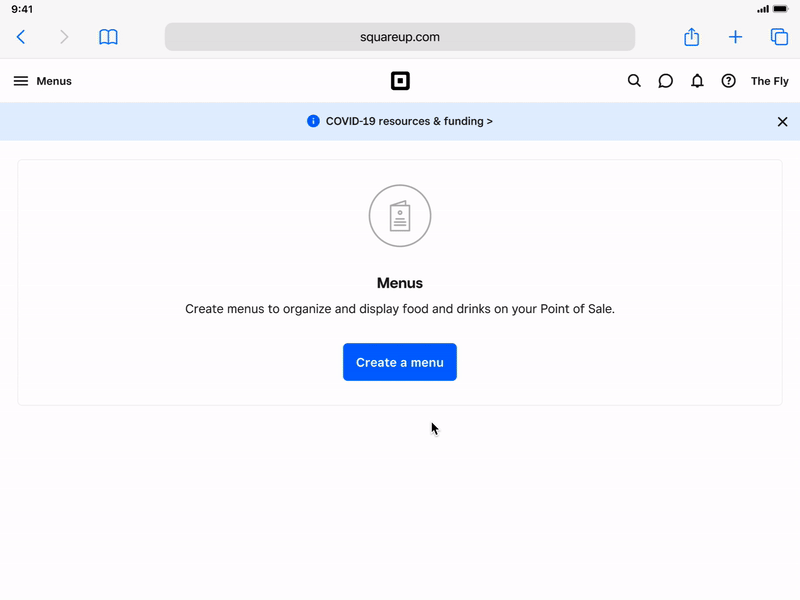 9:41
squareup.com
Menus
The Fly
COVID-19 resources & funding >
Menus
Create menus to organize and display food and drinks on your Point of Sale.
Create a menu